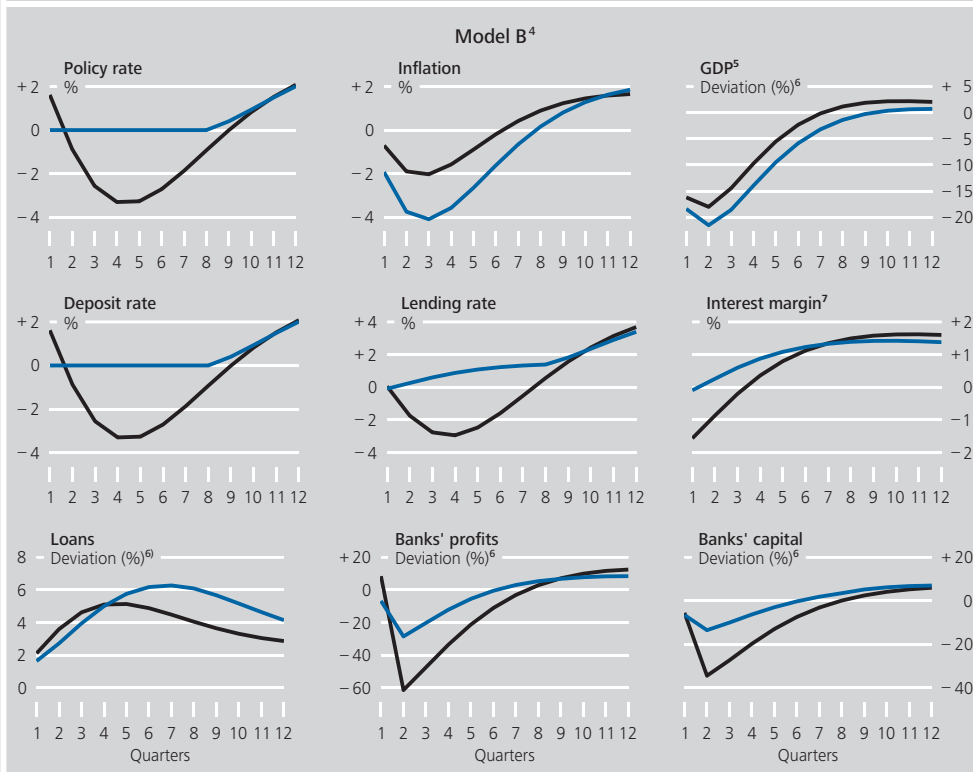 Model B⁴
Policy rate
%
+ 2
0
− 2
− 4
1 2 3 4 5 6 7 8 9 10 11 12
Inflation
%
+ 2
0
− 2
− 4
1 2 3 4 5 6 7 8 9 10 11 12
GDP⁵
Deviation (%)⁶
+ 5
0
− 5
− 10
− 15
− 20
1 2 3 4 5 6 7 8 9 10 11 12
Deposit rate
%
+ 2
0
− 2
− 4
1 2 3 4 5 6 7 8 9 10 11 12
Lending rate
%
+ 4
+ 2
0
− 2
− 4
1 2 3 4 5 6 7 8 9 10 11 12
Interest margin⁷
%
+ 2
+ 1
0
− 1
− 2
1 2 3 4 5 6 7 8 9 10 11 12
Loans
Deviation (%)⁶⁾
8
6
4
2
0
1 2 3 4 5 6 7 8 9 10 11 12
Quarters
Banks' profits
Deviation (%)⁶
+ 20
0
− 20
− 40
− 60
1 2 3 4 5 6 7 8 9 10 11 12
Quarters
Banks' capital
Deviation (%)⁶
+ 20
0
− 20
− 40
1 2 3 4 5 6 7 8 9 10 11 12
Quarters